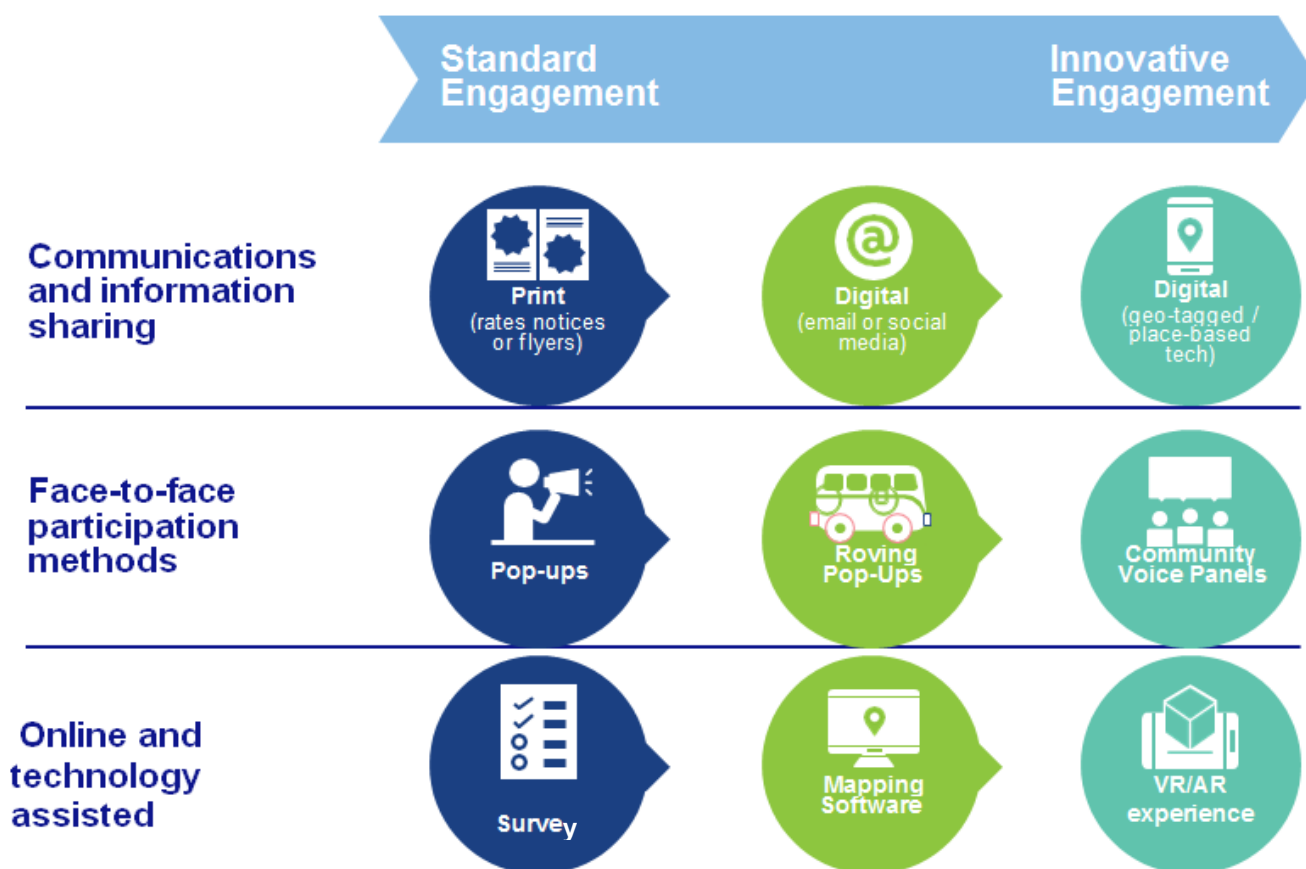 Standard
Engagement
Innovative
Engagement
Communications
and information
sharing
Print
(rates notices
or flyers)
@
Digital
(email or social
media)
Digital
(geo-tagged /
place-based
tech)
Face-to-face
participation
methods
Pop-ups
Roving
Pop-Ups
Community
Voice Panels
Online and
technology
assisted
Survey
Mapping
Software
VR/AR
experience